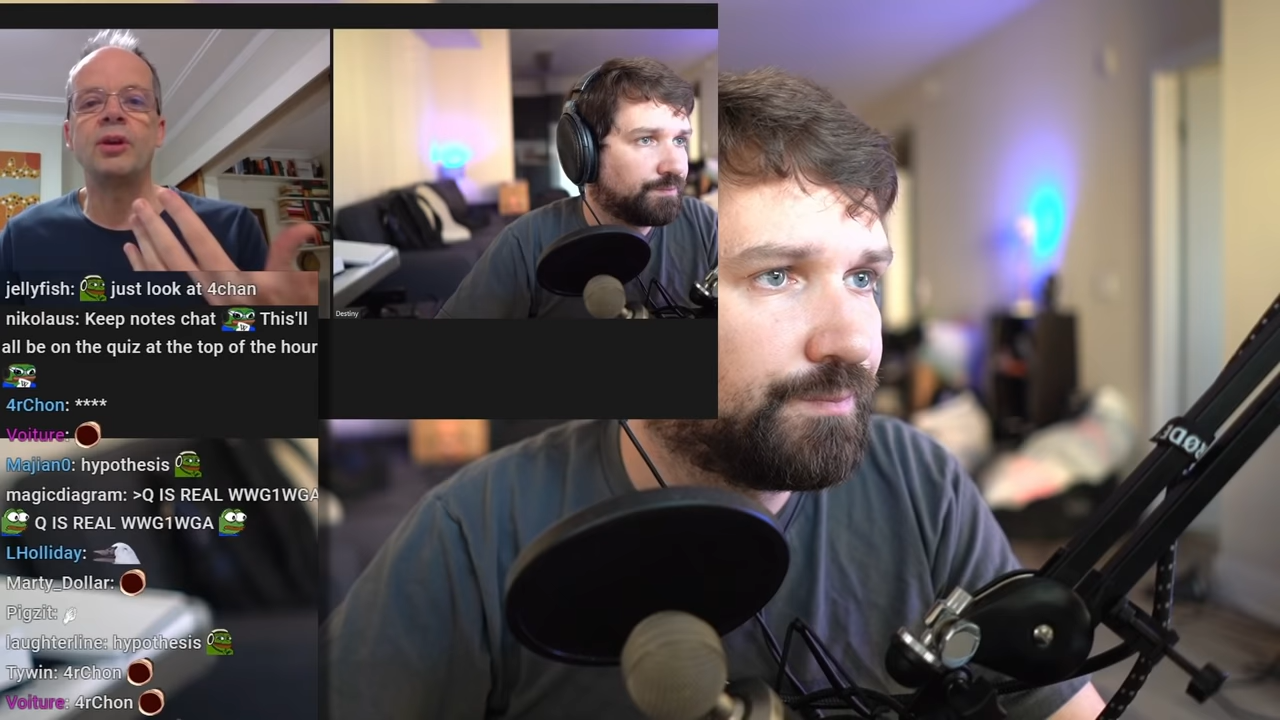 jellyfish: just look at 4chan
nikolaus: Keep notes chat This'll
all be on the quiz at the top of the hour
4rChon: ****
Voiture:
Majian0: hypothesis
magicdiagram: >Q IS REAL WWG1WGA
Q IS REAL WWG1WGA
LHolliday:
Marty_Dollar:
Pigzit:
laughterline: hypothesis
Tywin: 4rChon
Voiture: 4rChon
Destiny
RØDE